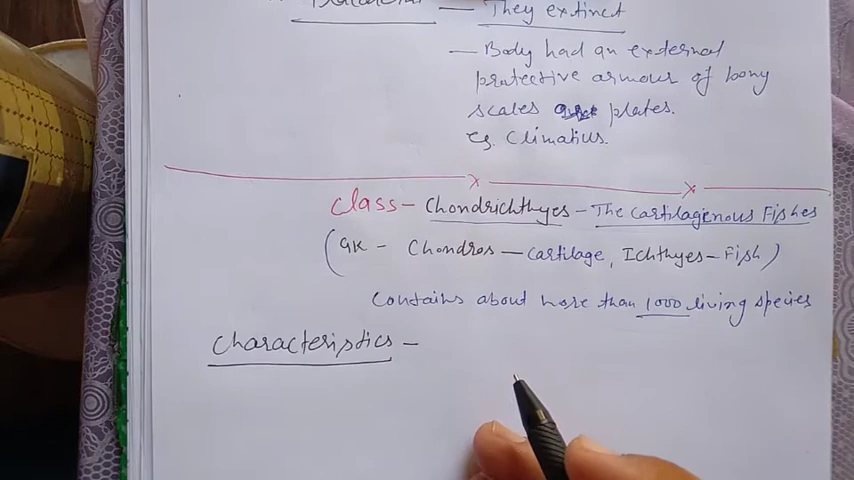 — They extinct
— Body had an external
protective armour of bony
scales plates.
eg. Climatius.
class - Chondrichthyes - The cartilagenous Fishes
(GK - Chondros — cartilage, Ichthyes - Fish)
Contains about more than 1000 living species
Characteristics —